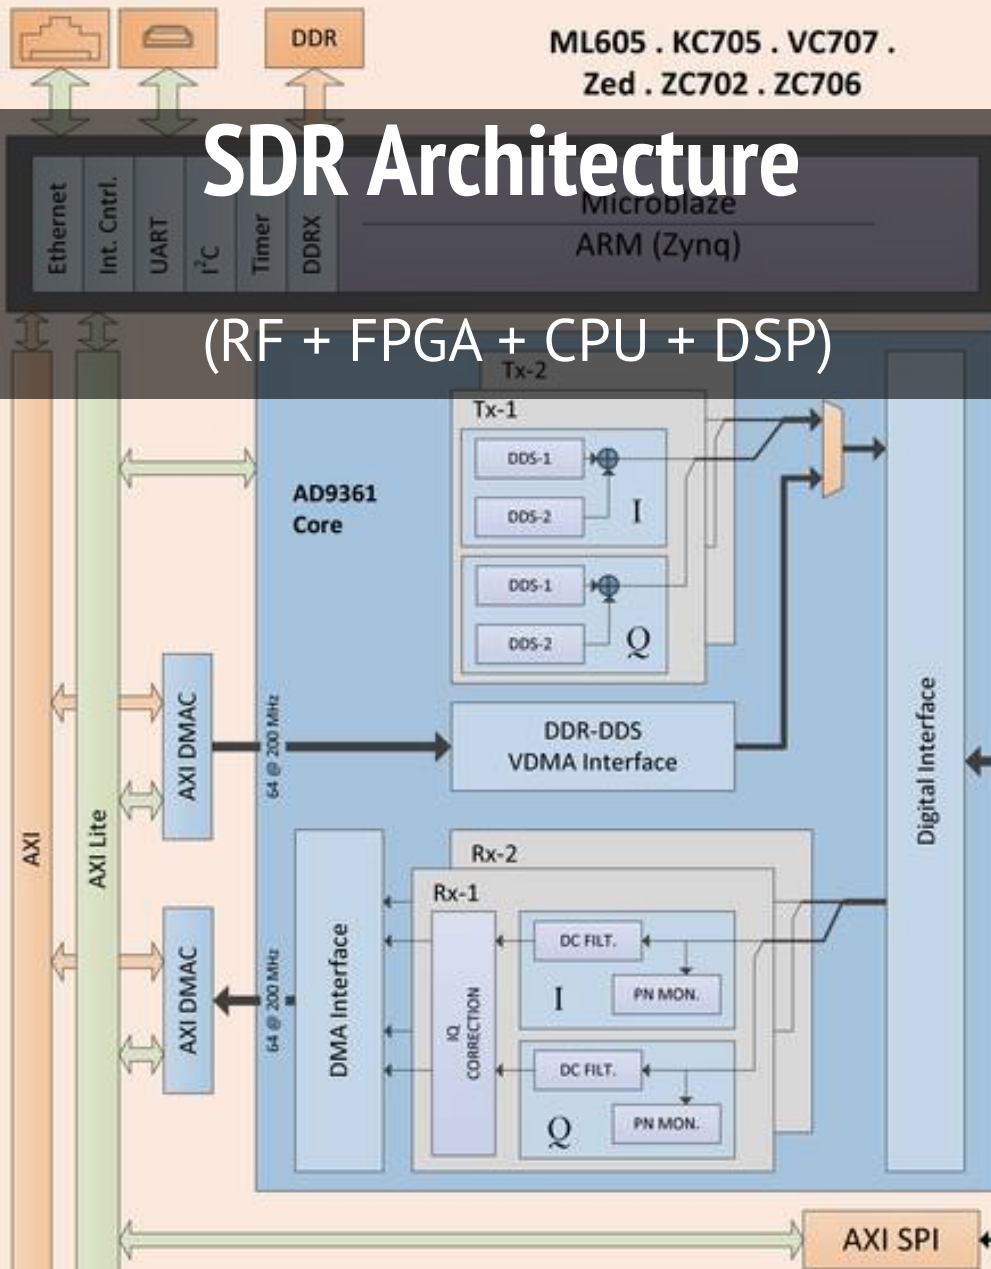 DDR
ML605 . KC705 . VC707 .
Zed . ZC702 . ZC706
SDR Architecture
Ethernet
Int. Cntrl.
UART
I²C
Timer
DDRX
Microblaze
ARM (Zynq)
(RF + FPGA + CPU + DSP)
Tx-2
Tx-1
DDS-1
DDS-2
I
DDS-1
DDS-2
Q
AD9361
Core
AXI
AXI Lite
AXI DMAC
64 @ 200 MHz
DDR-DDS
VDMA Interface
Digital Interface
Rx-2
Rx-1
AXI DMAC
64 @ 200 MHz
DMA Interface
IQ
CORRECTION
DC FILT.
PN MON.
I
DC FILT.
PN MON.
Q
AXI SPI